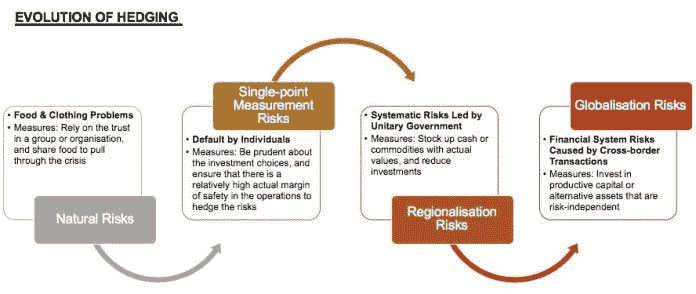 EVOLUTION OF HEDGING
• Food & Clothing Problems
• Measures: Rely on the trust
in a group or organisation,
and share food to pull
through the crisis
Natural Risks
Single-point
Measurement
Risks
• Default by Individuals
• Measures: Be prudent about
the investment choices, and
ensure that there is a
relatively high actual margin
of safety in the operations to
hedge the risks
• Systematic Risks Led by
Unitary Government
• Measures: Stock up cash or
commodities with actual
values, and reduce
investments
Regionalisation
Risks
Globalisation Risks
• Financial System Risks
Caused by Cross-border
Transactions
• Measures: Invest in
productive capital or
alternative assets that are
risk-independent